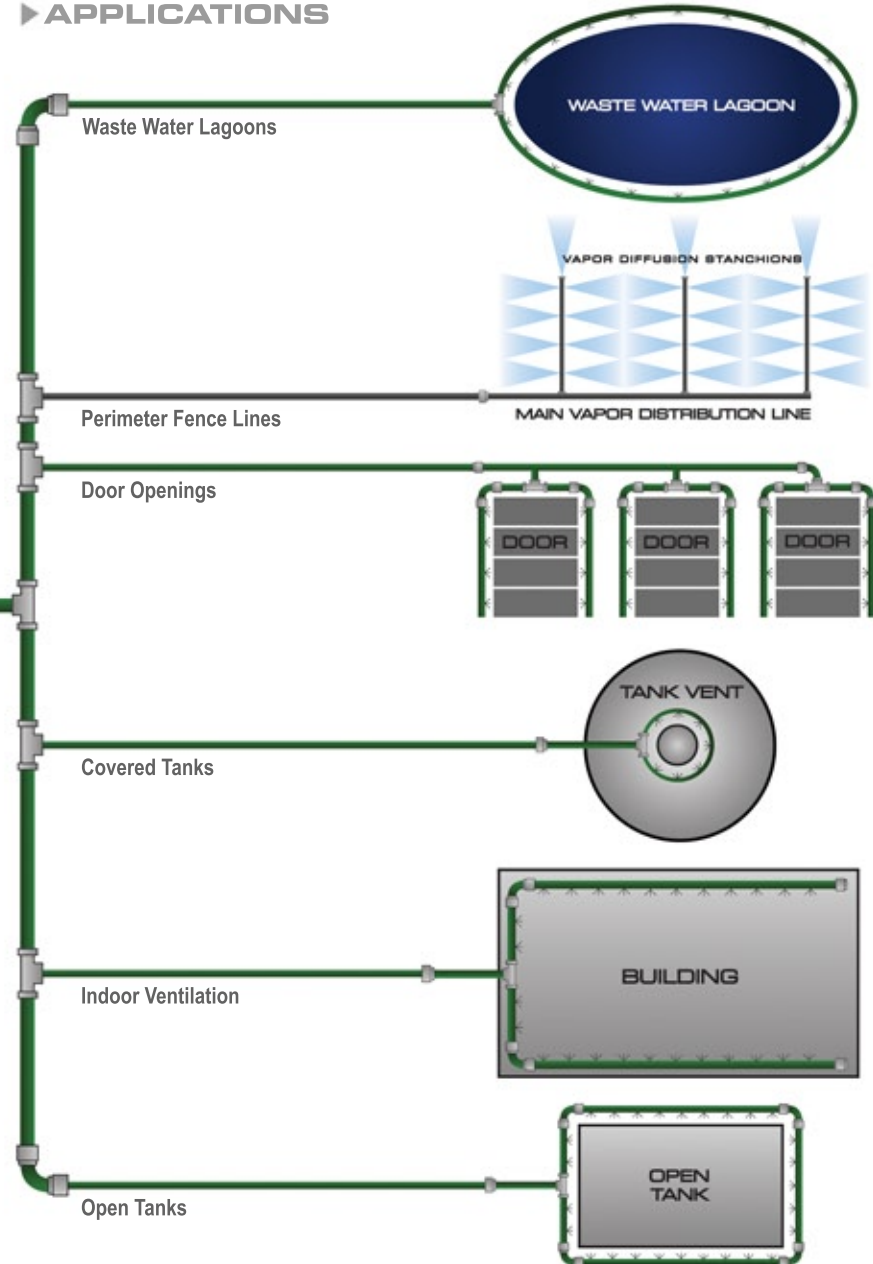 APPLICATIONS
WASTE WATER LAGOON
Waste Water Lagoons
VAPOR DIFFUSION STANCHIONS
MAIN VAPOR DISTRIBUTION LINE
Perimeter Fence Lines
Door Openings
DOOR DOOR DOOR
TANK VENT
Covered Tanks
BUILDING
Indoor Ventilation
OPEN
TANK
Open Tanks